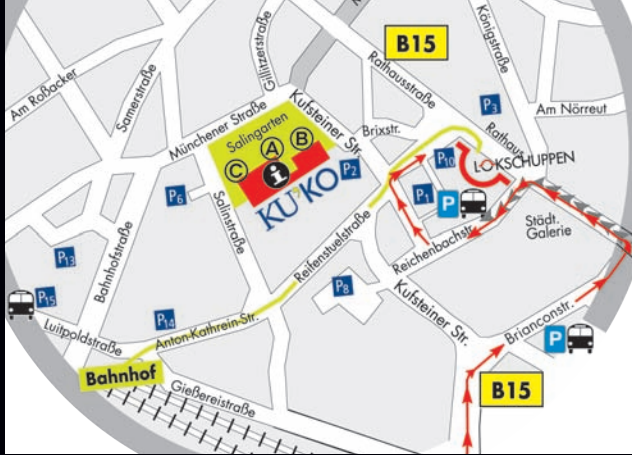 B15
Königstraße
Rathausstraße
Gillitzerstraße
Am Roßacker
Samerstraße
P3
Am Nörreut
Münchener Straße
Salingarten
Kufsteiner Str.
Brixstr.
Rathaus
A
B
C
i
P10
LOKSCHUPPEN
P2
P6
KU'KO
P1
P
Salinstraße
Reifenstuelstraße
Städt.
Galerie
Bahnhofstraße
Reichenbachstr.
P13
P15
P8
Kufsteiner Str.
P14
Luitpoldstraße
Anton-Kathrein-Str.
Brianconstr.
P
Bahnhof
Gießereistraße
B15